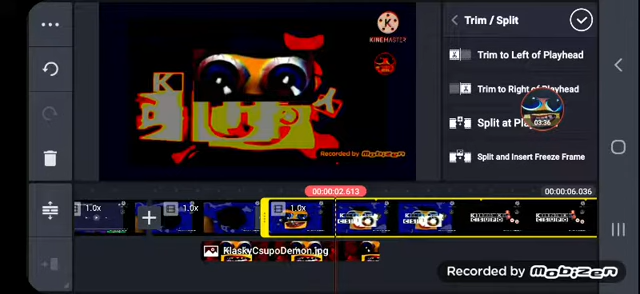 Trim / Split
KINEMASTER
Trim to Left of Playhead
Trim to Right of Playhead
Split at Pla
03:36
Split and Insert Freeze Frame
Recorded by mobizen
00:00:02.613
00:00:06.036
1.0x
1.0x
1.0x
KlaskyCsupoDemon.jpg
Recorded by mobizen